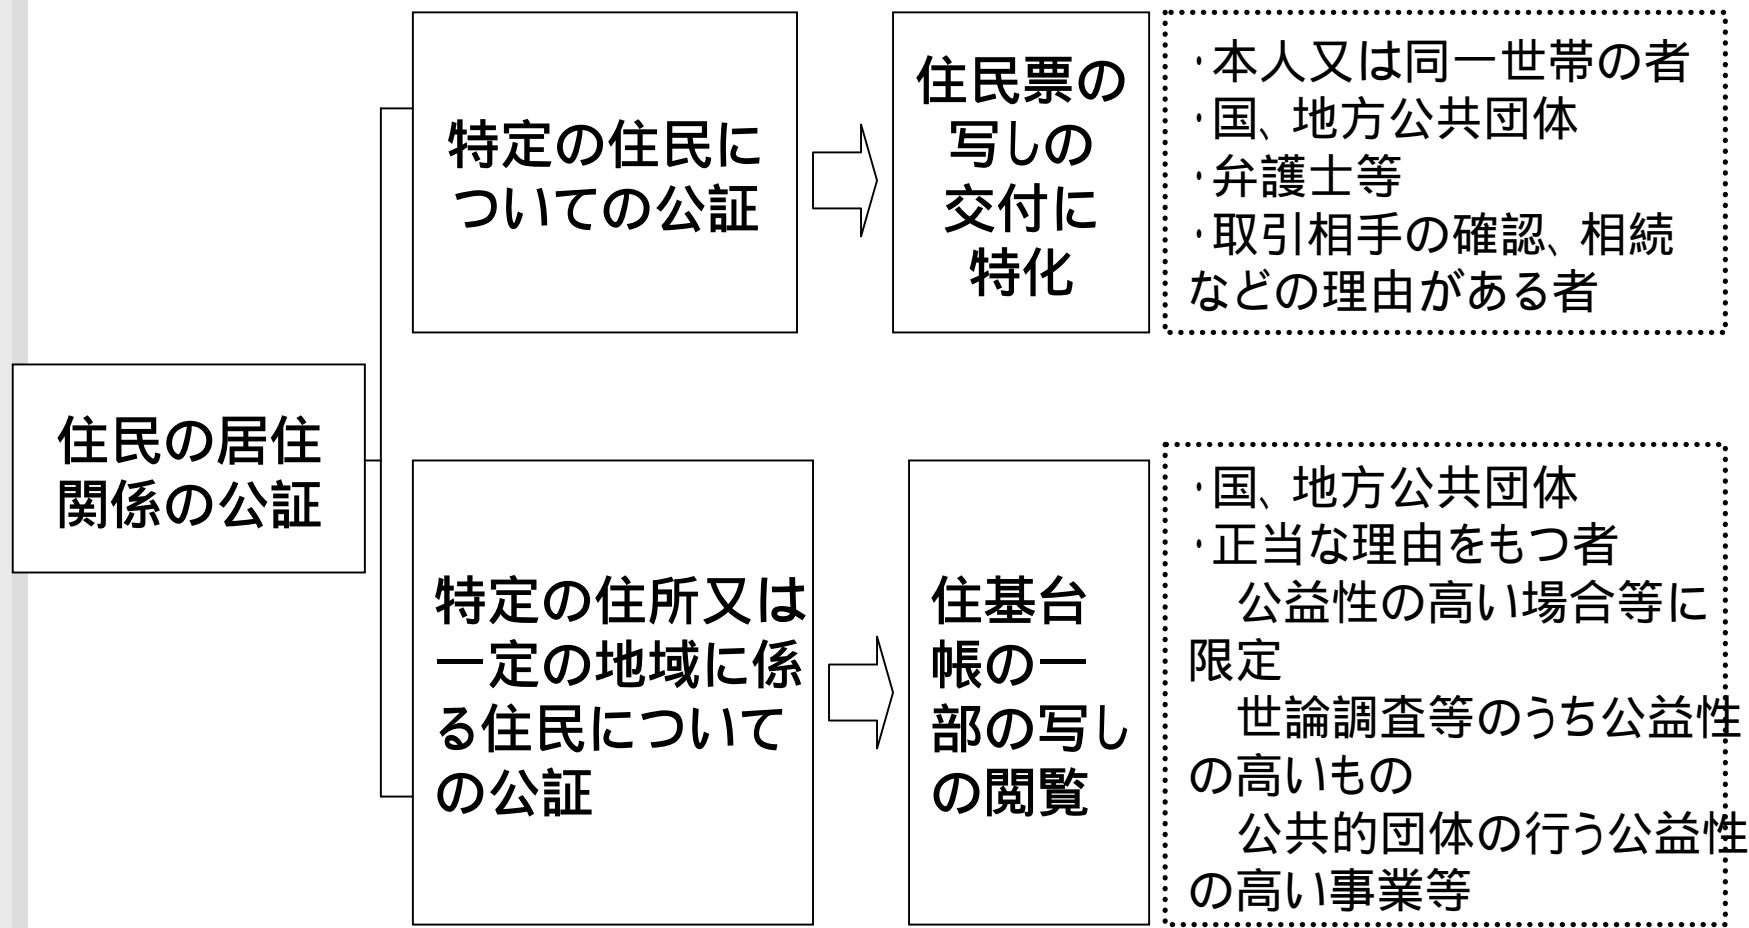 住民の居住
関係の公証
特定の住民に
ついての公証
住民票の
写しの
交付に
特化
・本人又は同一世帯の者
・国、地方公共団体
・弁護士等
・取引相手の確認、相続
などの理由がある者
特定の住所又は
一定の地域に係
る住民について
の公証
住基台
帳の一
部の写し
の閲覧
・国、地方公共団体
・正当な理由をもつ者
　公益性の高い場合等に
限定
　世論調査等のうち公益性
の高いもの
　公共的団体の行う公益性
の高い事業等